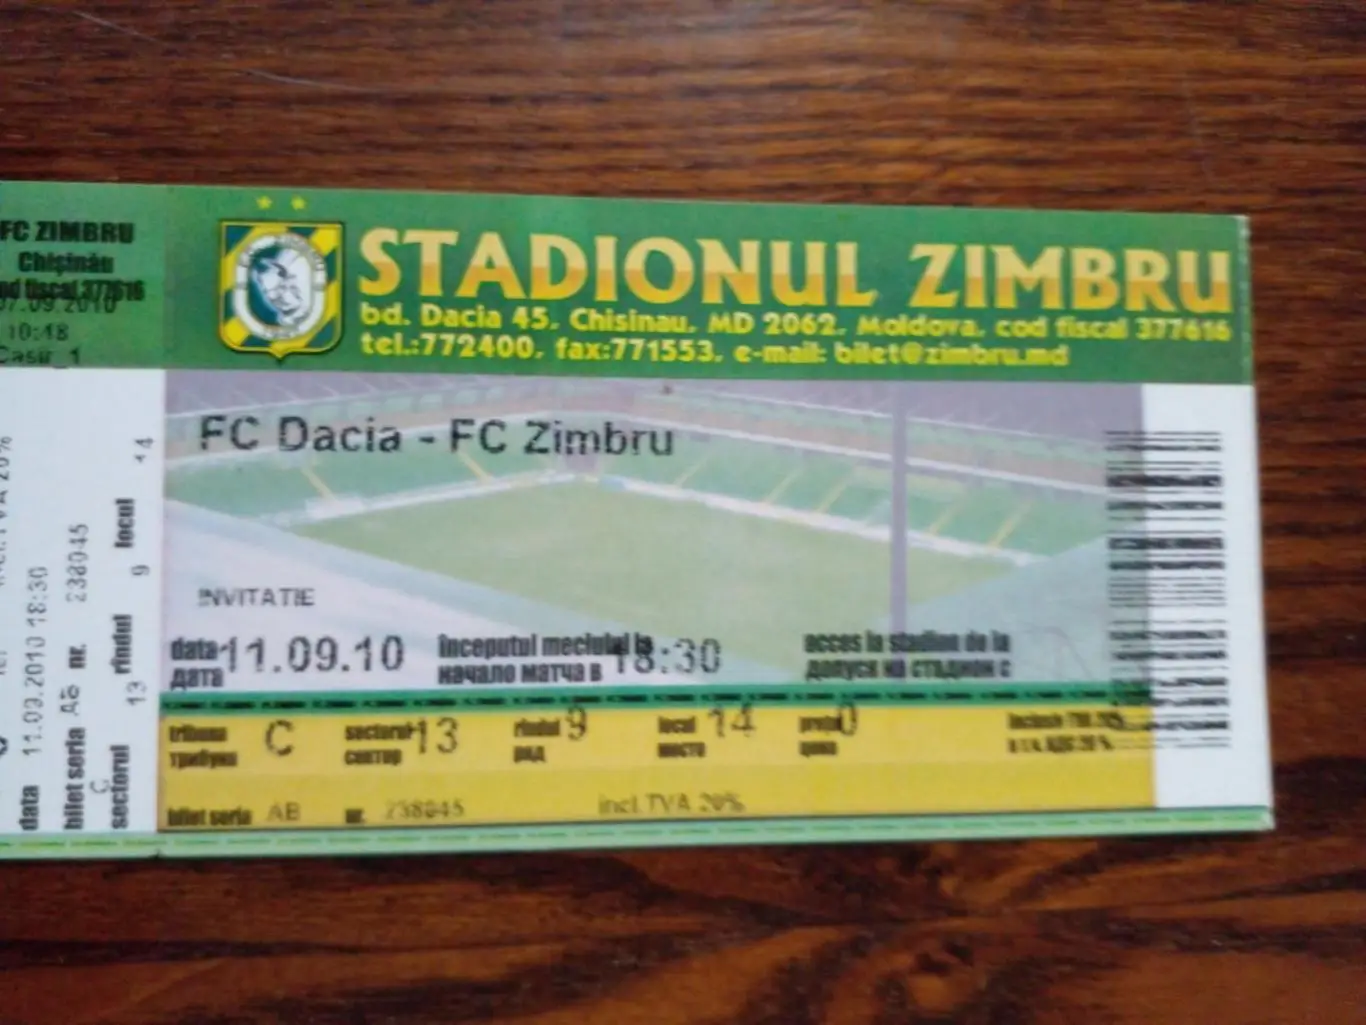 FC ZIMBRU
Chişinău
cod fiscal 377616
07.09.2010
10:48
Casir_1
STADIONUL ZIMBRU
bd. Dacia 45, Chisinau, MD 2062, Moldova, cod fiscal 377616
tel.:772400, fax:771553, e-mail: bilet@zimbru.md
FC Dacia - FC Zimbru
INVITATIE
data 11.09.10 începutul meciului la 18:30 acces la stadion de la
дата начало матча в допуск на стадион с
tribuna C sectorul 13 rîndul 9 locul 14 preţul 0 inclusiv TVA 20%
трибуна сектор ряд место цена в т.ч. НДС 20 %
bilet seria AB nr. 238045 incl.TVA 20%
data 11.09.2010 18:30
bilet seria AB nr. 238045
C
sectorul 13 rîndul 9 locul 14